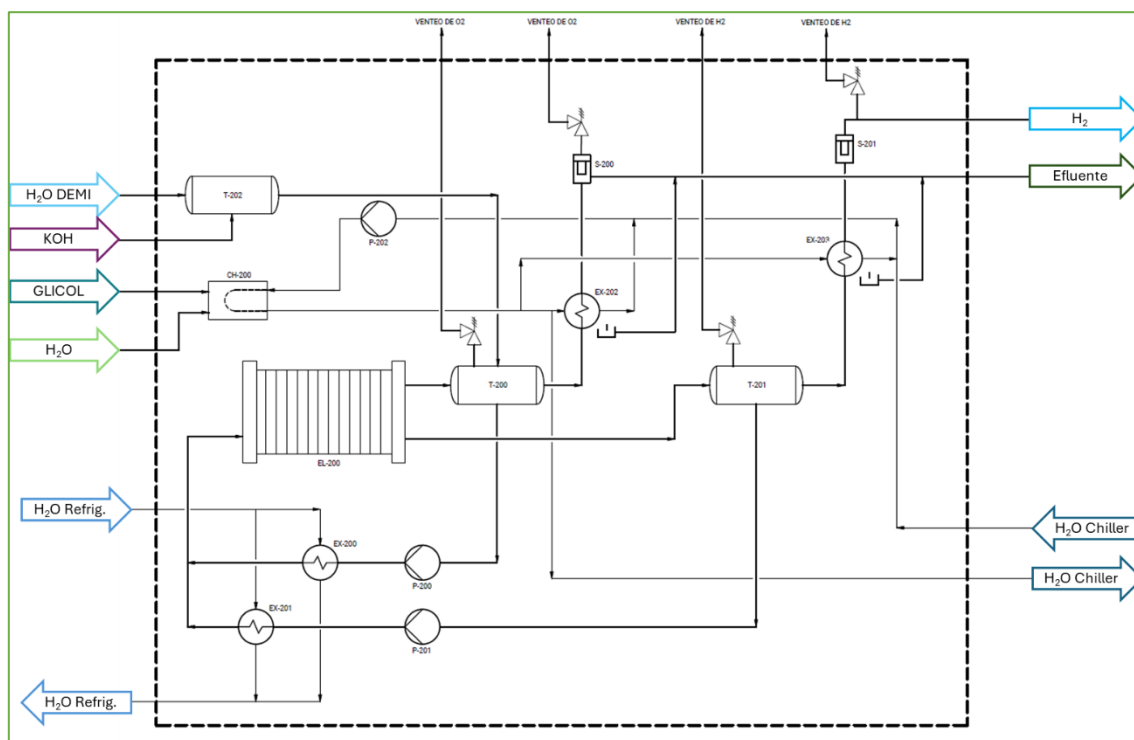 VENTEO DE O2
VENTEO DE O2
VENTEO DE H2
VENTEO DE H2
H₂
S-201
S-200
Efluente
H₂O DEMI
T-202
KOH
P-202
EX-203
CH-200
GLICOL
EX-202
H₂O
T-200
T-201
EL-200
H₂O Refrig.
H₂O Chiller
EX-200
P-200
H₂O Chiller
EX-201
P-201
H₂O Refrig.